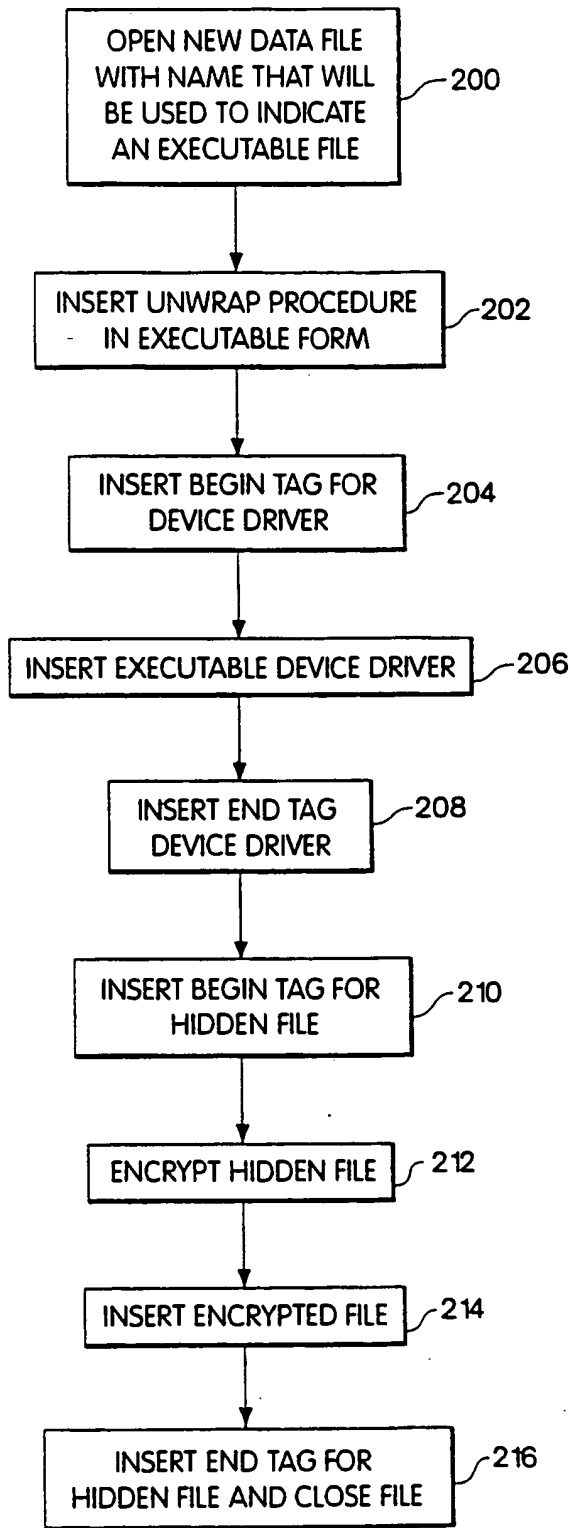 OPEN NEW DATA FILE
WITH NAME THAT WILL
BE USED TO INDICATE
AN EXECUTABLE FILE
200
INSERT UNWRAP PROCEDURE
IN EXECUTABLE FORM
202
INSERT BEGIN TAG FOR
DEVICE DRIVER
204
INSERT EXECUTABLE DEVICE DRIVER
206
INSERT END TAG
DEVICE DRIVER
208
INSERT BEGIN TAG FOR
HIDDEN FILE
210
ENCRYPT HIDDEN FILE
212
INSERT ENCRYPTED FILE
214
INSERT END TAG FOR
HIDDEN FILE AND CLOSE FILE
216